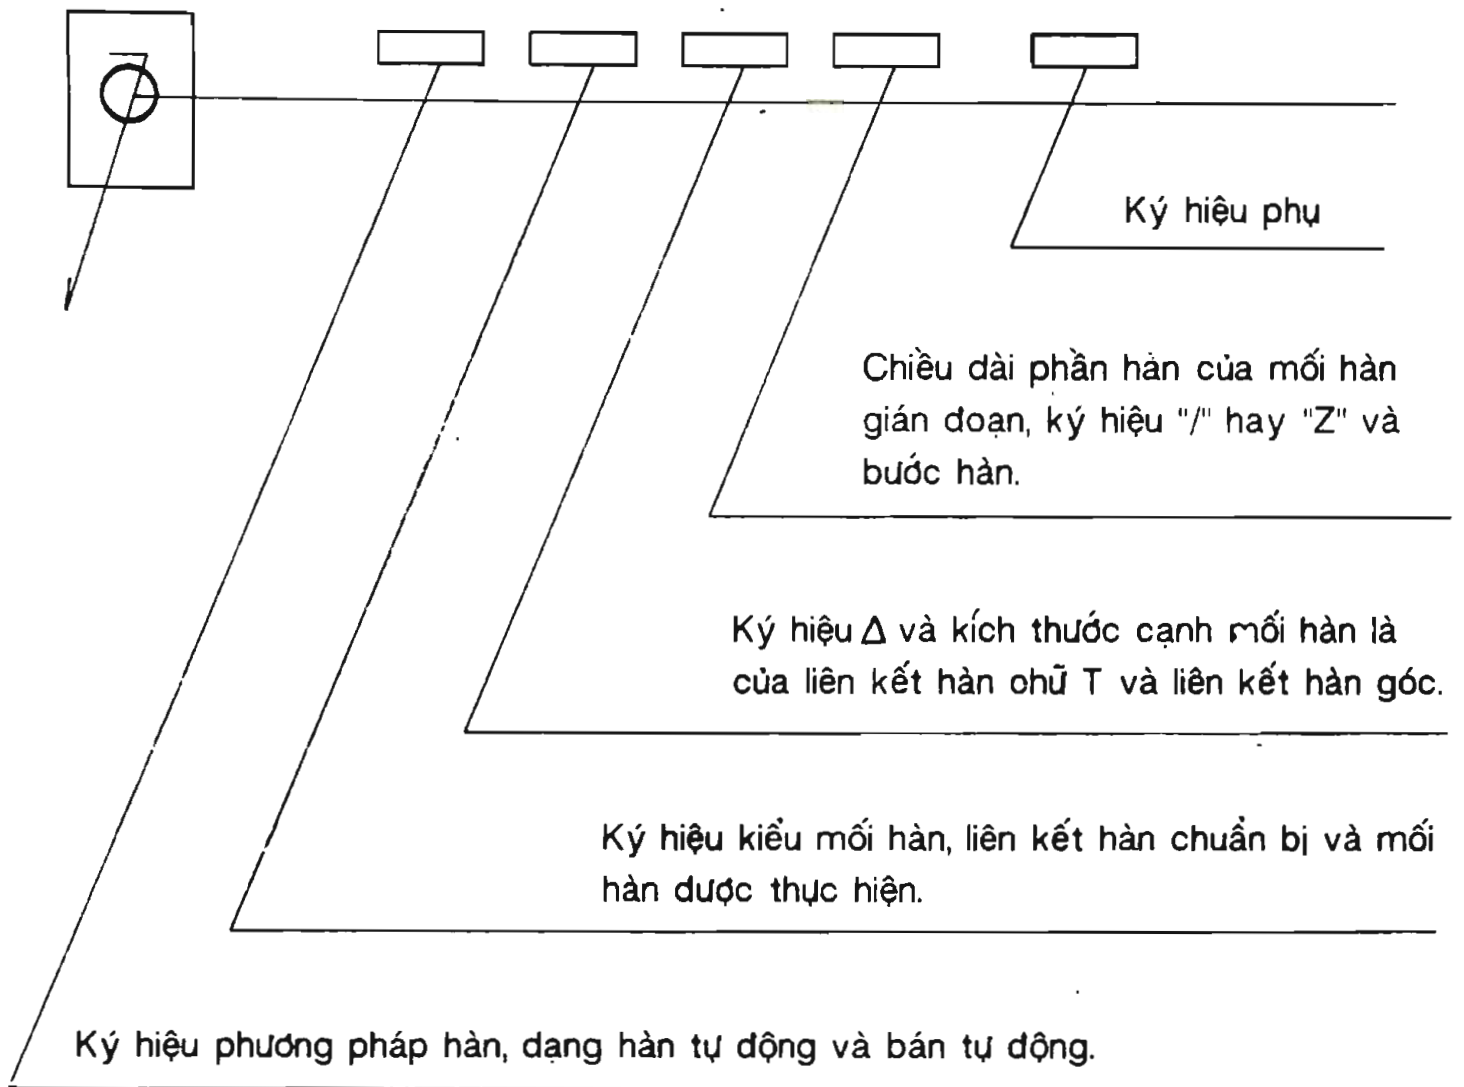 Ký hiệu phụ
Chiều dài phần hàn của mối hàn
gián đoạn, ký hiệu "/" hay "Z" và
bước hàn.
Ký hiệu Δ và kích thước cạnh mối hàn là
của liên kết hàn chữ T và liên kết hàn góc.
Ký hiệu kiểu mối hàn, liên kết hàn chuẩn bị và mối
hàn được thực hiện.
Ký hiệu phương pháp hàn, dạng hàn tự động và bán tự động.